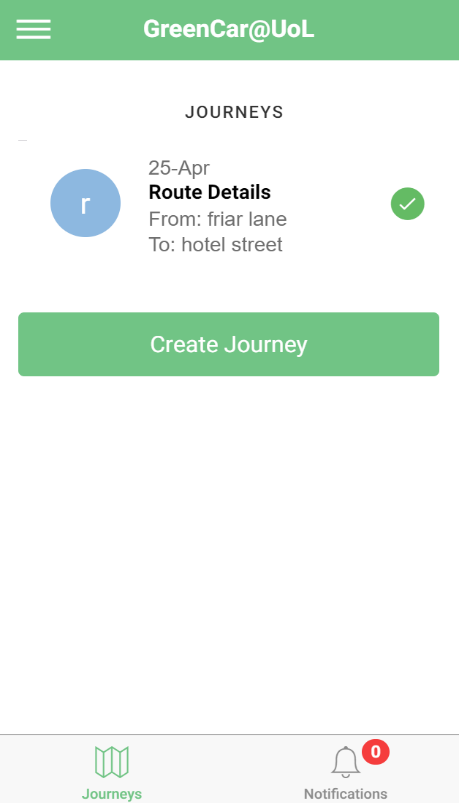 GreenCar@UoL
JOURNEYS
25-Apr
r
Route Details
From: friar lane
To: hotel street
Create Journey
0
Journeys
Notifications